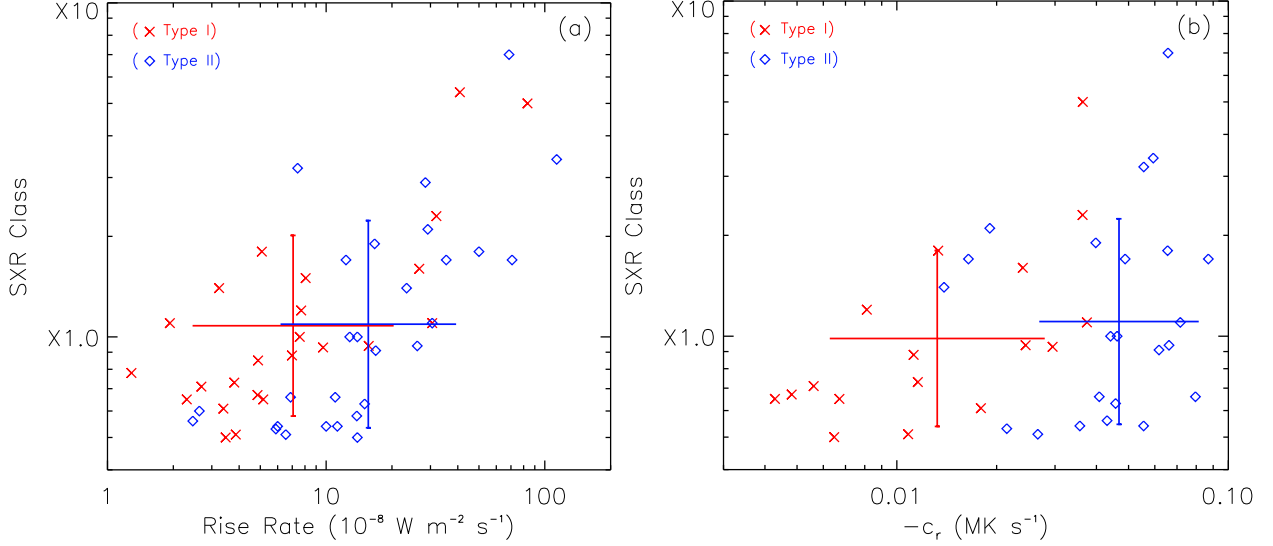 X10
(a)
(× Type I)
(◇ Type II)
SXR Class
X1.0
1
10
100
Rise Rate (10⁻⁸ W m⁻² s⁻¹)
X10
(b)
(× Type I)
(◇ Type II)
SXR Class
X1.0
0.01
0.10
−cᵣ (MK s⁻¹)